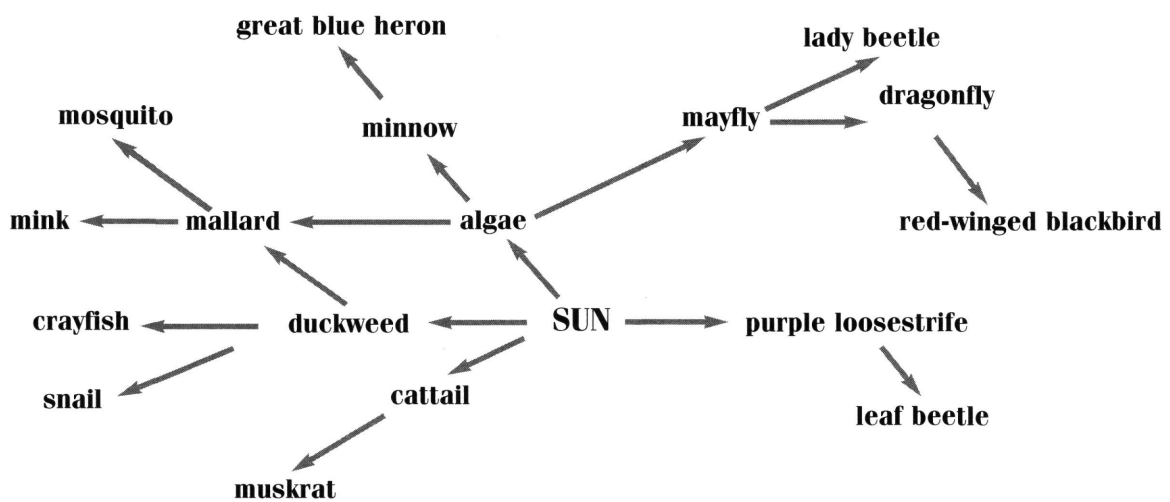 great blue heron
lady beetle
dragonfly
mosquito
minnow
mayfly
mink
mallard
algae
red-winged blackbird
crayfish
duckweed
SUN
purple loosestrife
snail
cattail
leaf beetle
muskrat